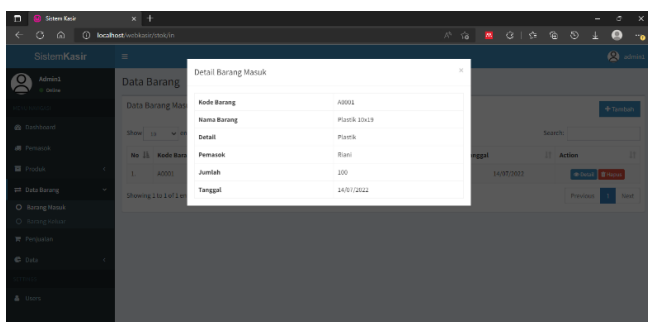 Sistem Kasir
localhost/webkasir/stok/in
SistemKasir
Admin1
Online
admin1
Data Barang
Detail Barang Masuk
×
Kode Barang A0001
Nama Barang Plastik 10x19
Detail Plastik
Pemasok Riani
Jumlah 100
Tanggal 14/07/2022
Data Barang Mas
+ Tambah
Show 10
Search:
No Kode Bar Action
1 A0001 14/07/2022 Detail Hapus
Showing 1 to 1 of 1 en
Previous 1 Next
Dashboard
Pemasok
Produk
Data Barang
Barang Masuk
Barang Keluar
Penjualan
Data
Users